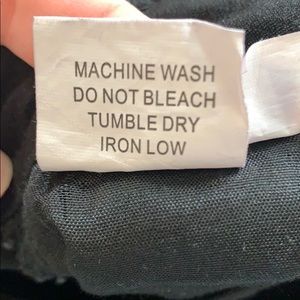 MACHINE WASH
DO NOT BLEACH
TUMBLE DRY
IRON LOW